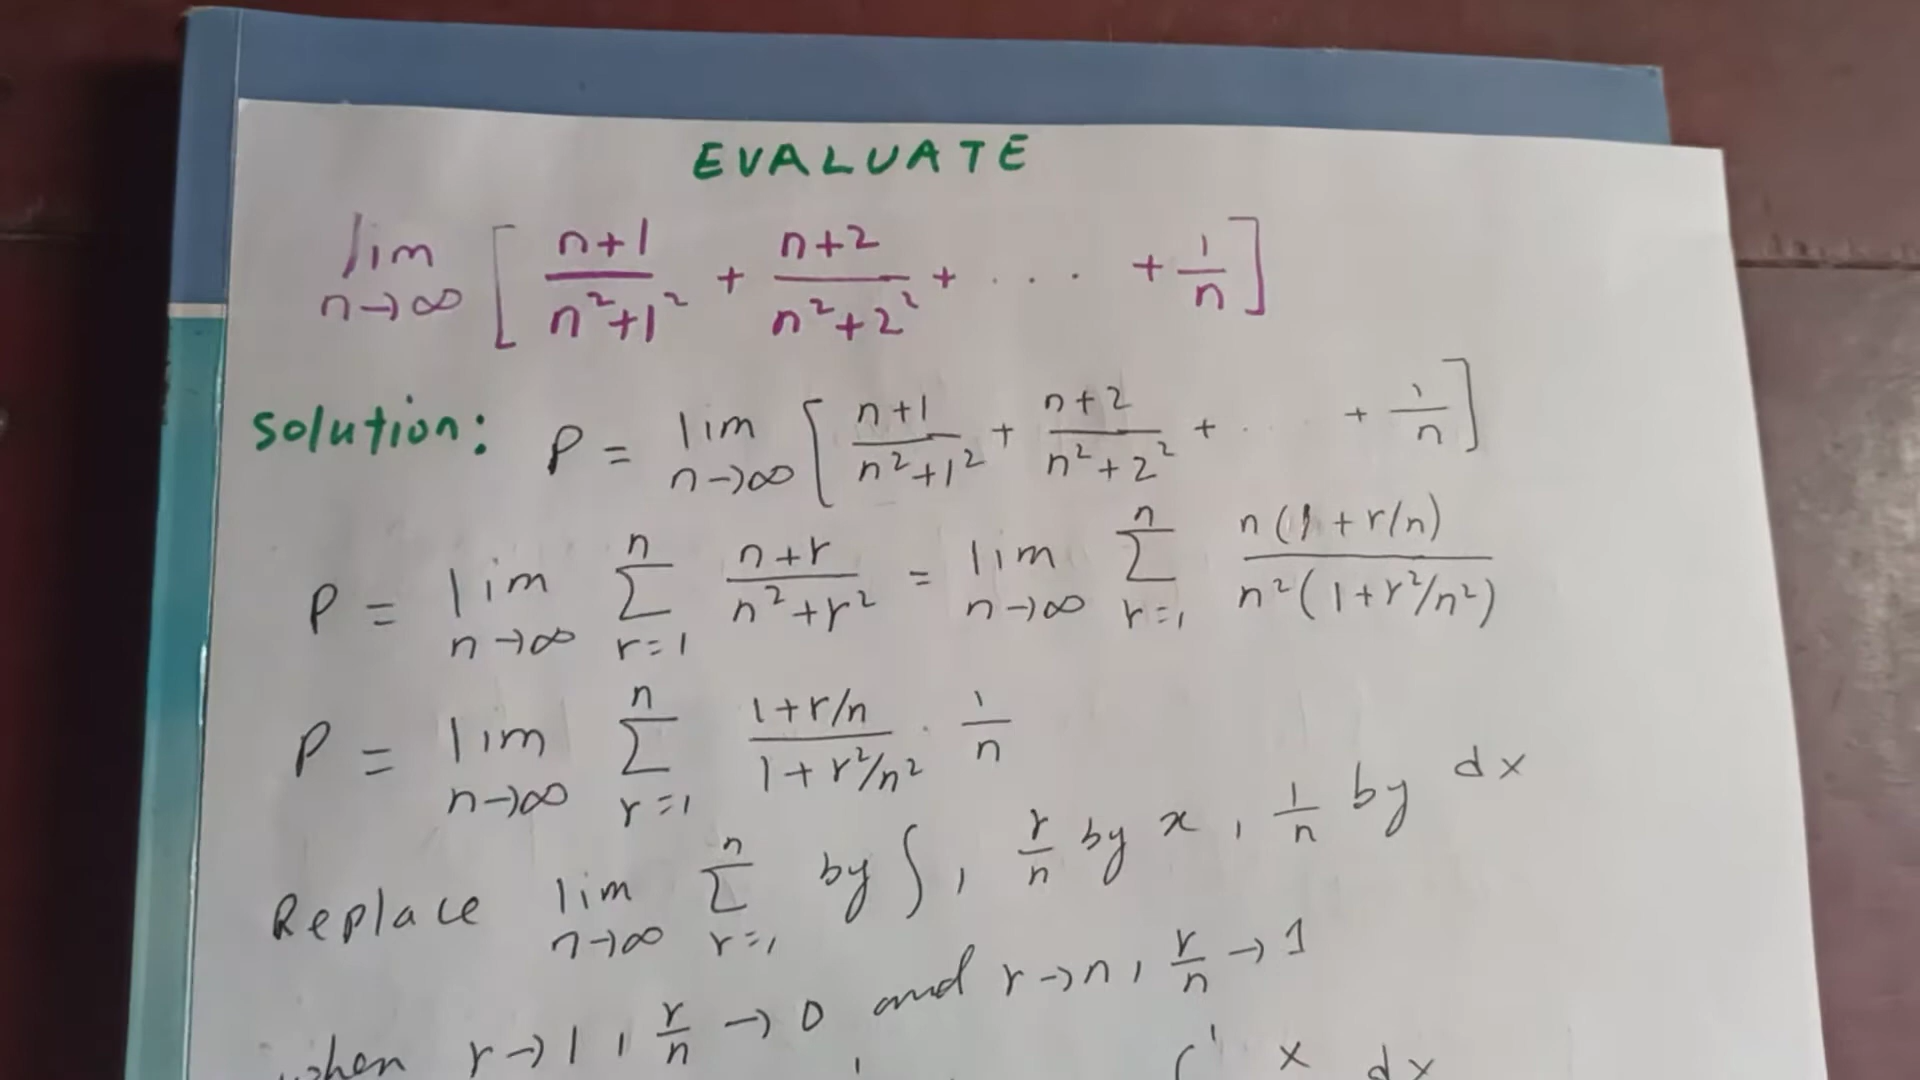 EVALUATE
lim n→∞ [ (n+1)/(n²+1²) + (n+2)/(n²+2²) + .... + 1/n ]
Solution: P = lim n→∞ [ (n+1)/(n²+1²) + (n+2)/(n²+2²) + .. + 1/n ]
P = lim n→∞ Σ r=1 n (n+r)/(n²+r²) = lim n→∞ Σ r=1 n n(1+r/n)/n²(1+r²/n²)
P = lim n→∞ Σ r=1 n (1+r/n)/(1+r²/n²) . 1/n
Replace lim n→∞ Σ r=1 n by ∫, r/n by x, 1/n by dx
when r→1, r/n →0 and r→n, r/n →1
x dx